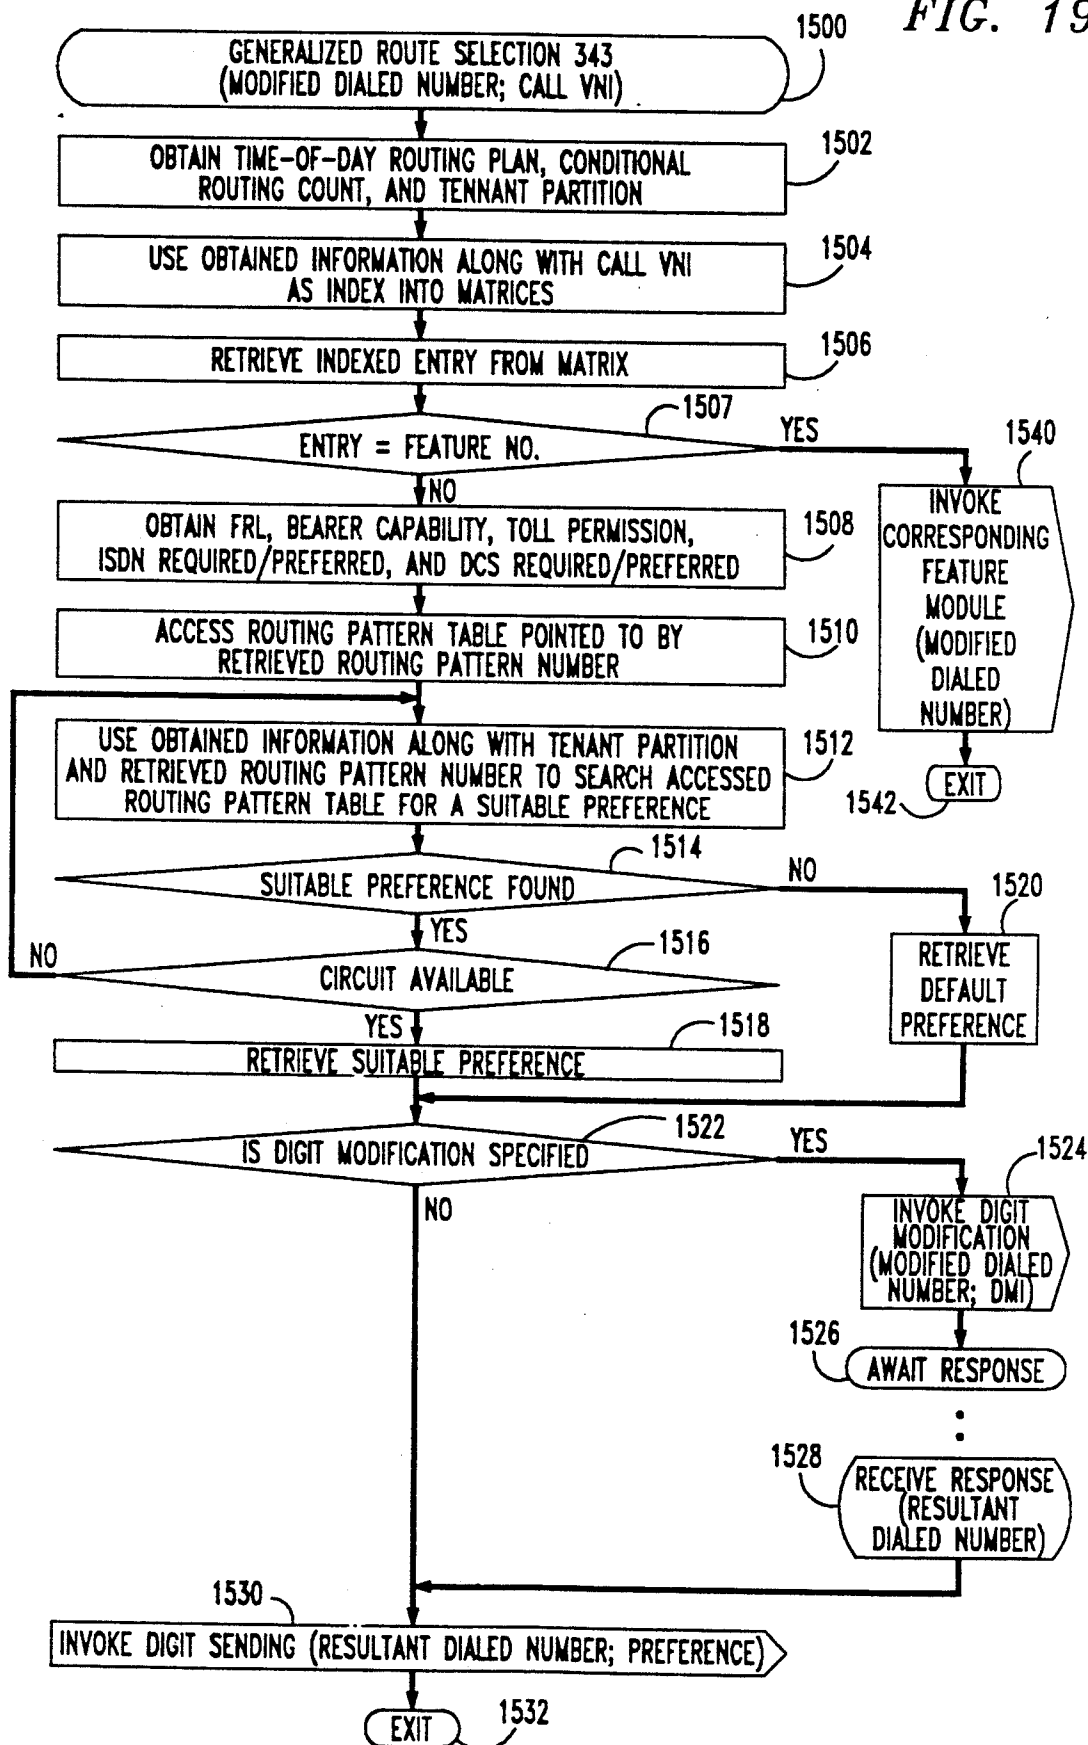 FIG. 19
1500
GENERALIZED ROUTE SELECTION 343
(MODIFIED DIALED NUMBER; CALL VNI)
1502
OBTAIN TIME-OF-DAY ROUTING PLAN, CONDITIONAL
ROUTING COUNT, AND TENNANT PARTITION
1504
USE OBTAINED INFORMATION ALONG WITH CALL VNI
AS INDEX INTO MATRICES
1506
RETRIEVE INDEXED ENTRY FROM MATRIX
1507
ENTRY = FEATURE NO.
YES
NO
1540
INVOKE
CORRESPONDING
FEATURE
MODULE
(MODIFIED
DIALED
NUMBER)
1542
EXIT
1508
OBTAIN FRL, BEARER CAPABILITY, TOLL PERMISSION,
ISDN REQUIRED/PREFERRED, AND DCS REQUIRED/PREFERRED
1510
ACCESS ROUTING PATTERN TABLE POINTED TO BY
RETRIEVED ROUTING PATTERN NUMBER
1512
USE OBTAINED INFORMATION ALONG WITH TENANT PARTITION
AND RETRIEVED ROUTING PATTERN NUMBER TO SEARCH ACCESSED
ROUTING PATTERN TABLE FOR A SUITABLE PREFERENCE
1514
SUITABLE PREFERENCE FOUND
NO
YES
1520
RETRIEVE
DEFAULT
PREFERENCE
1516
NO
CIRCUIT AVAILABLE
YES
1518
RETRIEVE SUITABLE PREFERENCE
1522
IS DIGIT MODIFICATION SPECIFIED
YES
NO
1524
INVOKE DIGIT
MODIFICATION
(MODIFIED DIALED
NUMBER; DMI)
1526
AWAIT RESPONSE
1528
RECEIVE RESPONSE
(RESULTANT
DIALED NUMBER)
1530
INVOKE DIGIT SENDING (RESULTANT DIALED NUMBER; PREFERENCE)
EXIT
1532